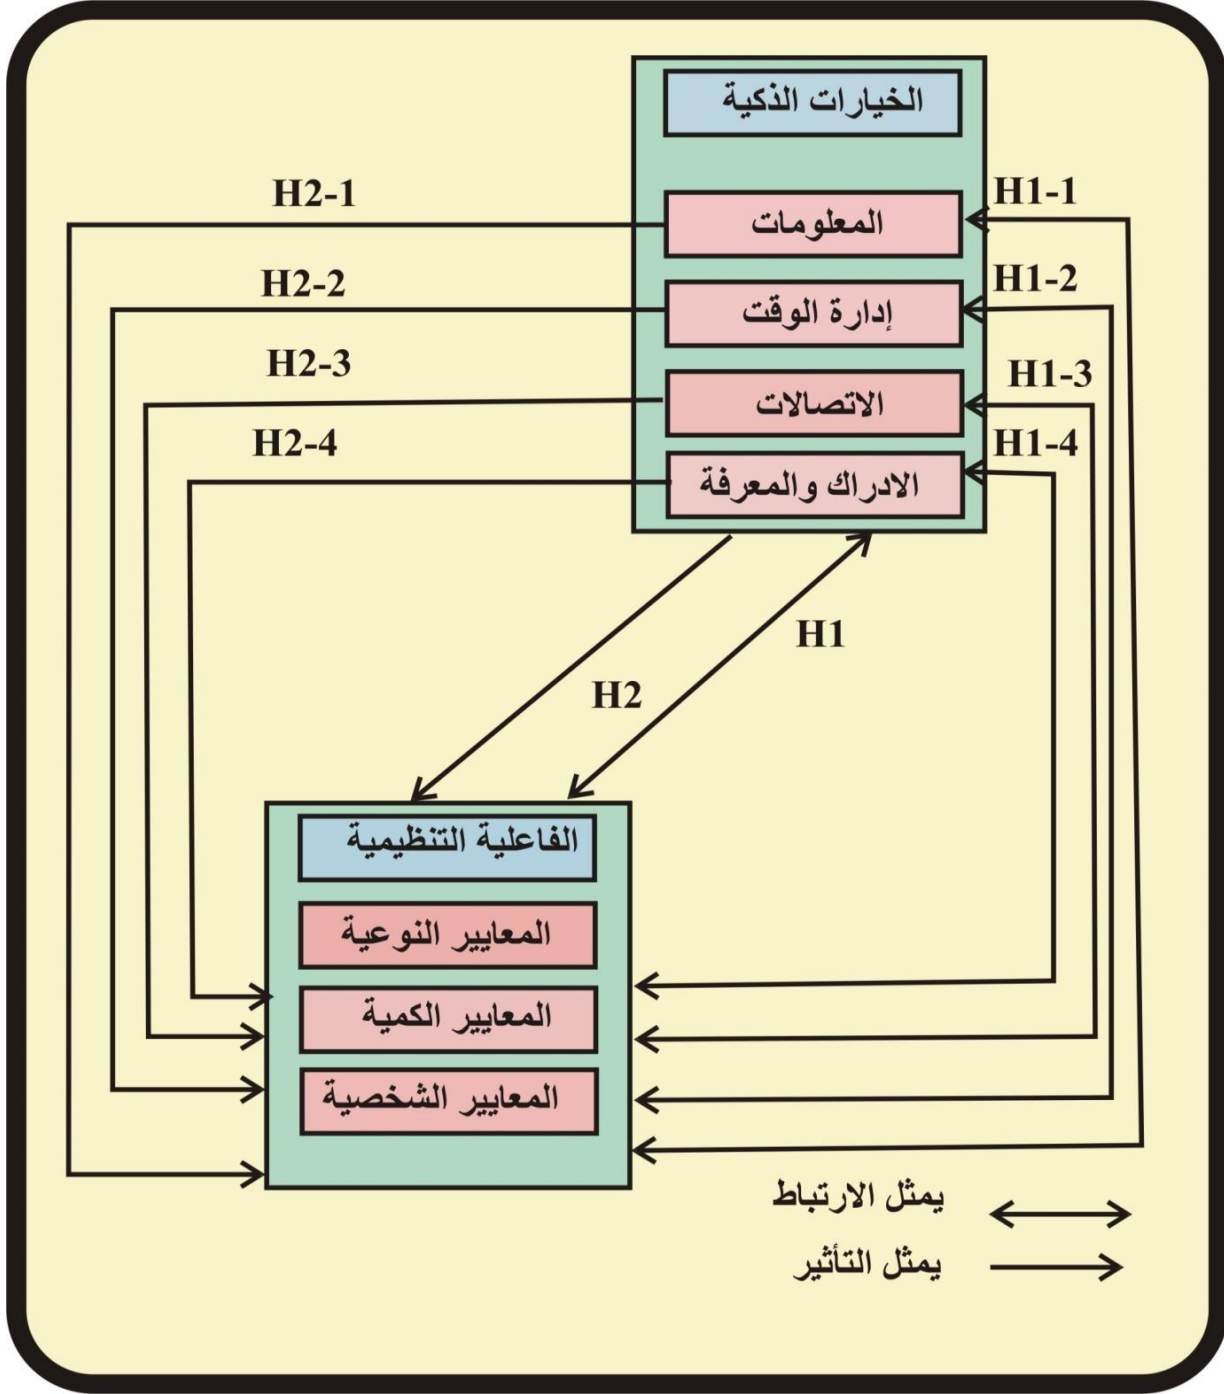 الخيارات الذكية
H2-1
H1-1
المعلومات
H2-2
H1-2
إدارة الوقت
H2-3
H1-3
الاتصالات
H2-4
H1-4
الادراك والمعرفة
H1
H2
الفاعلية التنظيمية
المعايير النوعية
المعايير الكمية
المعايير الشخصية
يمثل الارتباط
يمثل التأثير